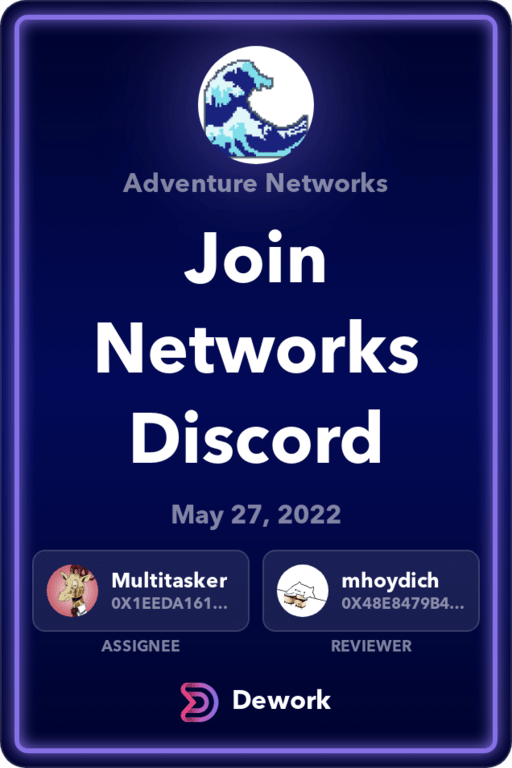 Adventure Networks
Join
Networks
Discord
May 27, 2022
Multitasker
0X1EEDA161...
ASSIGNEE
mhoydich
0X48E8479B4...
REVIEWER
Dework